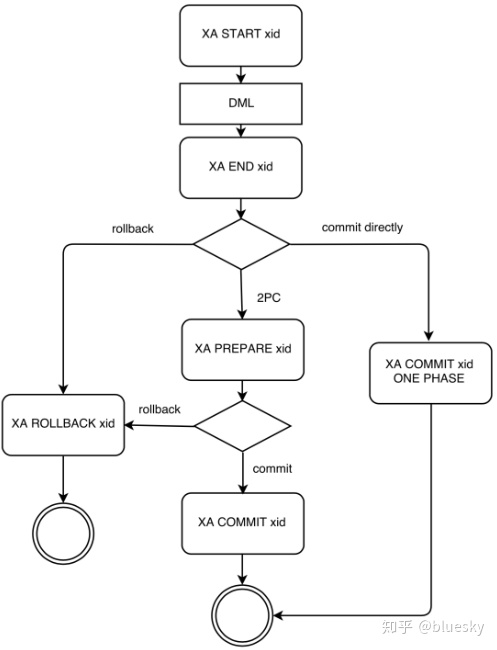 XA START xid
DML
XA END xid
rollback
commit directly
2PC
XA PREPARE xid
XA COMMIT xid
ONE PHASE
rollback
XA ROLLBACK xid
commit
XA COMMIT xid
知乎 @bluesky